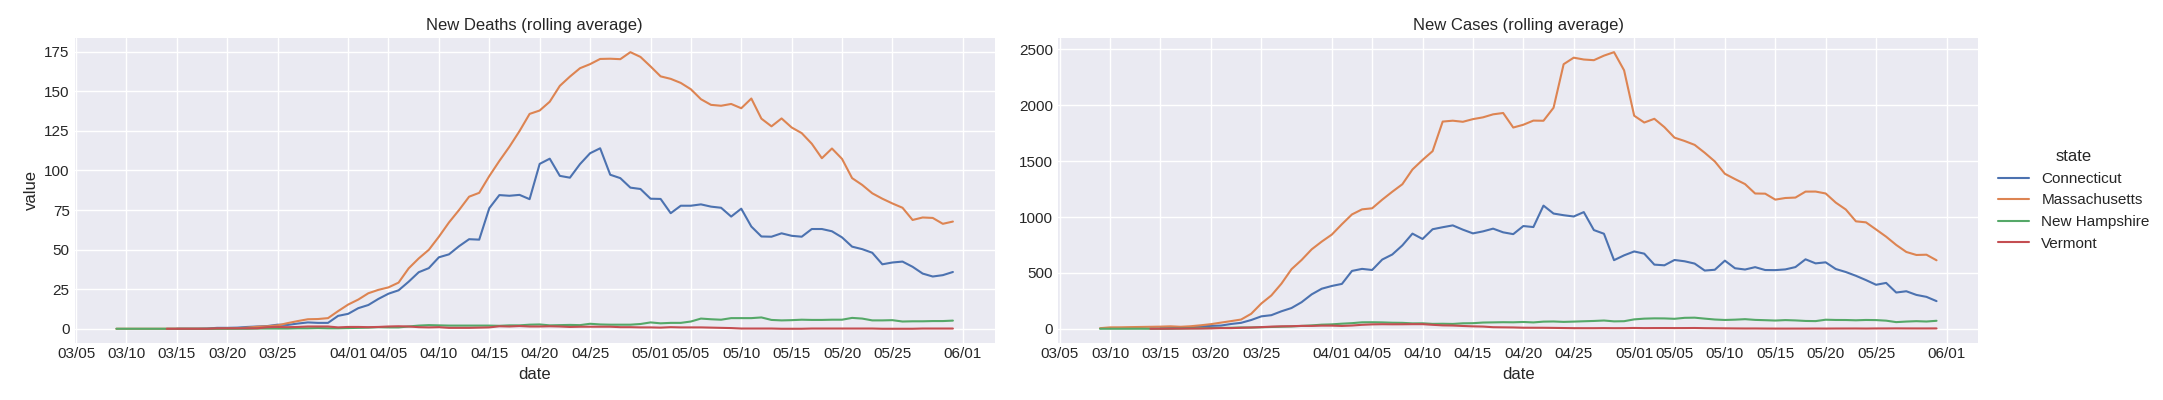 New Deaths (rolling average)
value
175
150
125
100
75
50
25
0
03/05 03/10 03/15 03/20 03/25 04/01 04/05 04/10 04/15 04/20 04/25 05/01 05/05 05/10 05/15 05/20 05/25 06/01
date
New Cases (rolling average)
2500
2000
1500
1000
500
0
03/05 03/10 03/15 03/20 03/25 04/01 04/05 04/10 04/15 04/20 04/25 05/01 05/05 05/10 05/15 05/20 05/25 06/01
date
state
Connecticut
Massachusetts
New Hampshire
Vermont